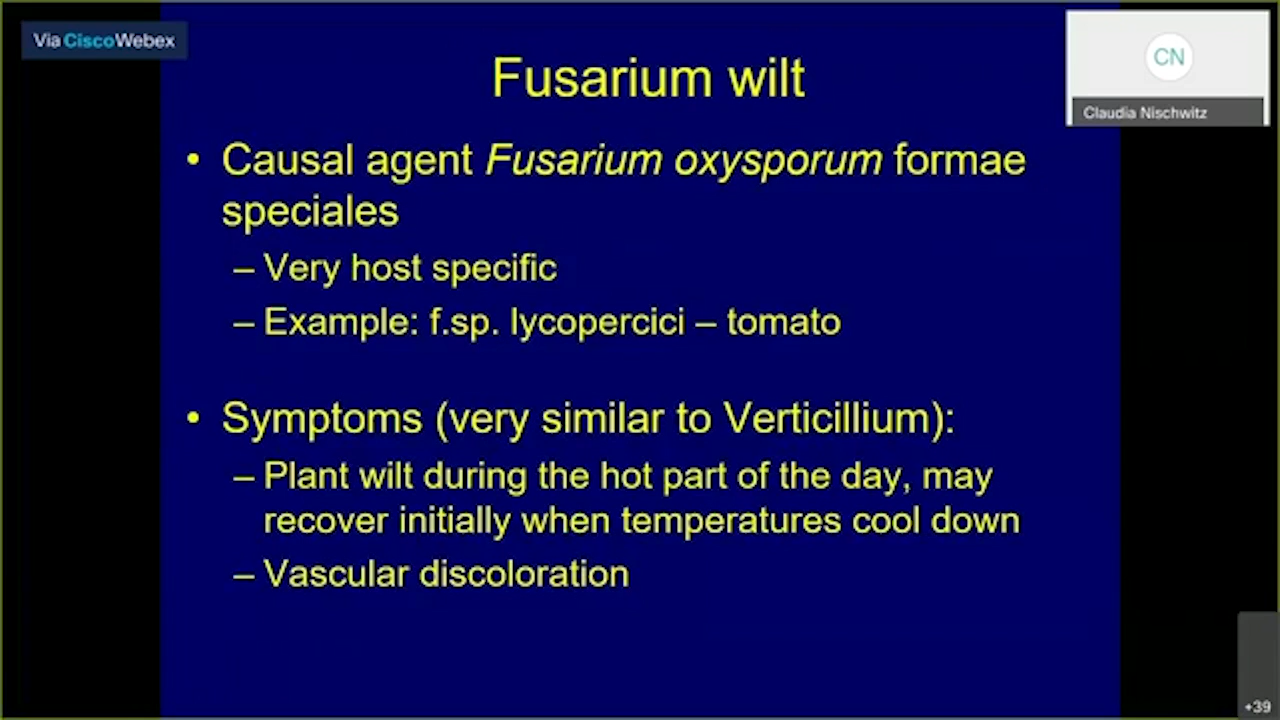 Via CiscoWebex
CN
Claudia Nischwitz
Fusarium wilt
• Causal agent Fusarium oxysporum formae
speciales
– Very host specific
– Example: f.sp. lycopercici – tomato
• Symptoms (very similar to Verticillium):
– Plant wilt during the hot part of the day, may
recover initially when temperatures cool down
– Vascular discoloration
+39